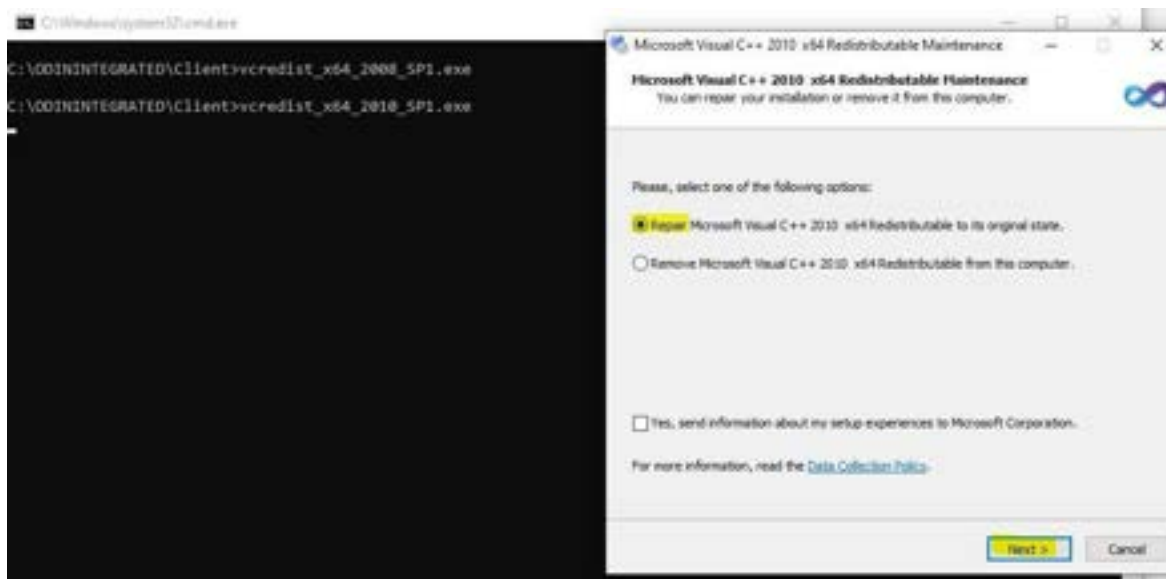 C:\Windows\system32\cmd.exe
C:\ODININTEGRATED\Client>vcredist_x64_2008_SP1.exe
C:\ODININTEGRATED\Client>vcredist_x64_2010_SP1.exe
Microsoft Visual C++ 2010 x64 Redistributable Maintenance
Microsoft Visual C++ 2010 x64 Redistributable Maintenance
You can repair your installation or remove it from this computer.
Please, select one of the following options:
Repair Microsoft Visual C++ 2010 x64 Redistributable to its original state.
Remove Microsoft Visual C++ 2010 x64 Redistributable from this computer.
Yes, send information about my setup experiences to Microsoft Corporation.
For more information, read the Data Collection Policy.
Next >
Cancel